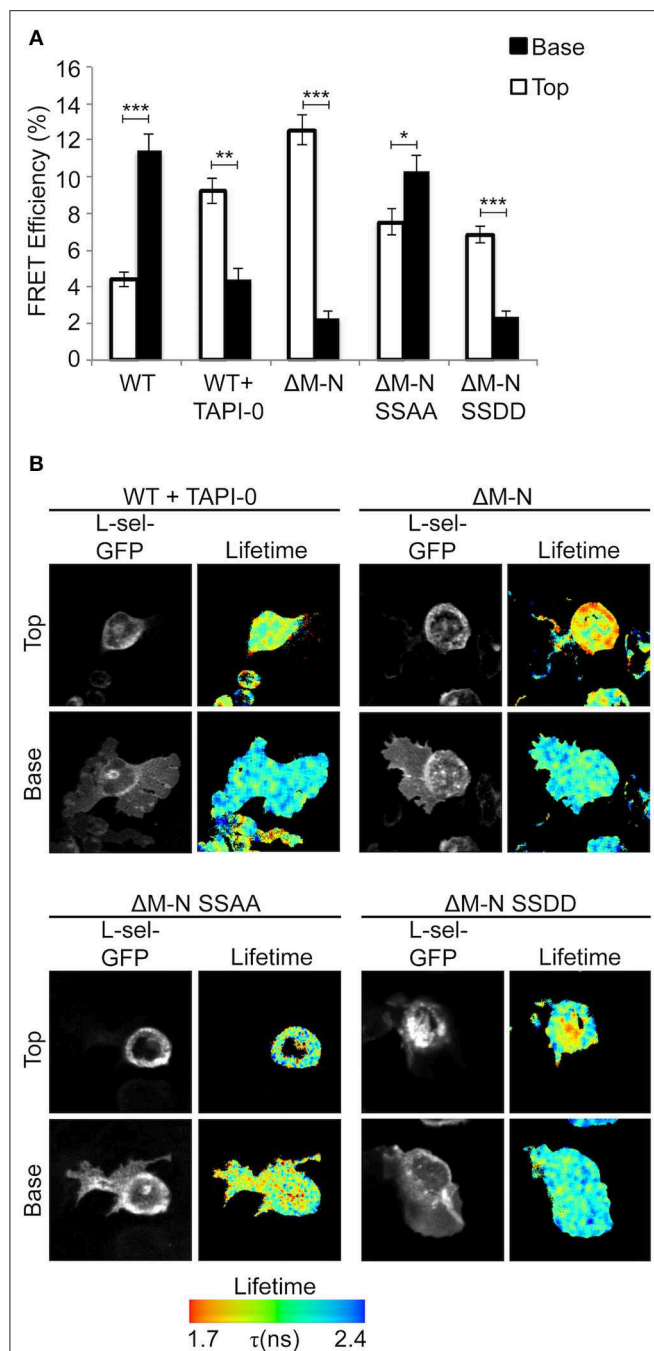 A
Base
Top
FRET Efficiency (%)
16
14
12
10
8
6
4
2
0
***
**
***
*
***
WT
WT+
TAPI-0
ΔM-N
ΔM-N
SSAA
ΔM-N
SSDD
B
WT + TAPI-0
L-sel-
GFP
Lifetime
ΔM-N
L-sel-
GFP
Lifetime
Top
Base
ΔM-N SSAA
L-sel-
GFP
Lifetime
ΔM-N SSDD
L-sel-
GFP
Lifetime
Top
Base
Lifetime
1.7 τ(ns) 2.4